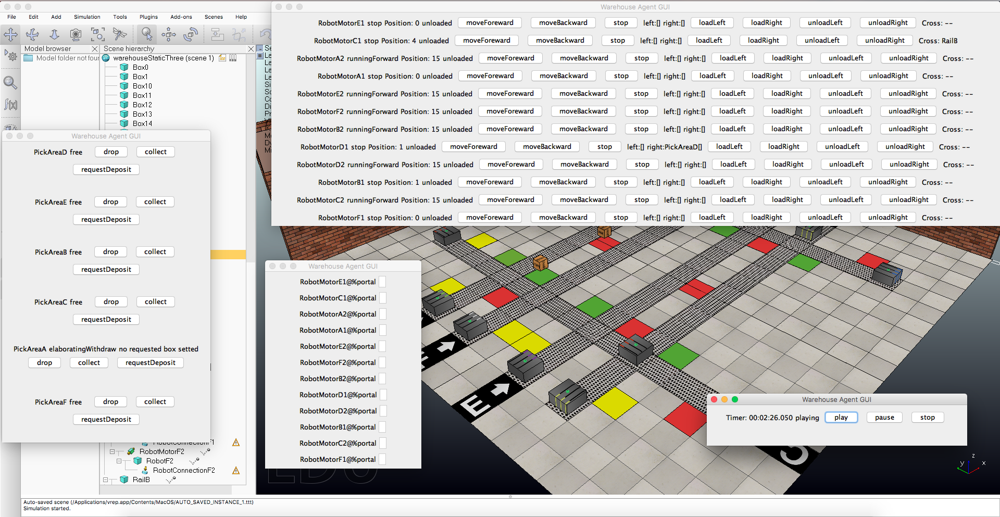 File Edit Add Simulation Tools Plugins Add-ons Scenes Help
Model browser
Model folder not foun
Scene hierarchy
warehouseStaticThree (scene 1)
Box0
Box1
Box10
Box11
Box12
Box13
Box14
Warehouse Agent GUI
RobotMotorE1 stop Position: 0 unloaded moveForeward moveBackward stop left:[] right:[] loadLeft loadRight unloadLeft unloadRight Cross: --
RobotMotorC1 stop Position: 4 unloaded moveForeward moveBackward stop left:[] right:[] loadLeft loadRight unloadLeft unloadRight Cross: RailB
RobotMotorA2 runningForward Position: 15 unloaded moveForeward moveBackward stop left:[] right:[] loadLeft loadRight unloadLeft unloadRight Cross: --
RobotMotorA1 stop Position: 0 unloaded moveForeward moveBackward stop left:[] right:[] loadLeft loadRight unloadLeft unloadRight Cross: --
RobotMotorE2 runningForward Position: 15 unloaded moveForeward moveBackward stop left:[] right:[] loadLeft loadRight unloadLeft unloadRight Cross: --
RobotMotorF2 runningForward Position: 15 unloaded moveForeward moveBackward stop left:[] right:[] loadLeft loadRight unloadLeft unloadRight Cross: --
RobotMotorB2 runningForward Position: 15 unloaded moveForeward moveBackward stop left:[] right:[] loadLeft loadRight unloadLeft unloadRight Cross: --
RobotMotorD1 stop Position: 1 unloaded moveForeward moveBackward stop left:[] right:PickAreaD[] loadLeft loadRight unloadLeft unloadRight Cross: --
RobotMotorD2 runningForward Position: 15 unloaded moveForeward moveBackward stop left:[] right:[] loadLeft loadRight unloadLeft unloadRight Cross: --
RobotMotorB1 stop Position: 1 unloaded moveForeward moveBackward stop left:[] right:[] loadLeft loadRight unloadLeft unloadRight Cross: --
RobotMotorC2 runningForward Position: 15 unloaded moveForeward moveBackward stop left:[] right:[] loadLeft loadRight unloadLeft unloadRight Cross: --
RobotMotorF1 stop Position: 0 unloaded moveForeward moveBackward stop left:[] right:[] loadLeft loadRight unloadLeft unloadRight Cross: --
Warehouse Agent GUI
PickAreaD free drop collect
requestDeposit
PickAreaE free drop collect
requestDeposit
PickAreaB free drop collect
requestDeposit
PickAreaC free drop collect
requestDeposit
PickAreaA elaboratingWithdraw no requested box setted
drop collect requestDeposit
PickAreaF free drop collect
requestDeposit
RobotConnectionF1
RobotMotorF2
RobotF2
RobotConnectionF2
RailB
Warehouse Agent GUI
RobotMotorE1@%portal
RobotMotorC1@%portal
RobotMotorA2@%portal
RobotMotorA1@%portal
RobotMotorE2@%portal
RobotMotorF2@%portal
RobotMotorB2@%portal
RobotMotorD1@%portal
RobotMotorD2@%portal
RobotMotorB1@%portal
RobotMotorC2@%portal
RobotMotorF1@%portal
E
Warehouse Agent GUI
Timer: 00:02:26.050 playing play pause stop
EDU
z
y x
Auto-saved scene (/Applications/vrep.app/Contents/MacOS/AUTO_SAVED_INSTANCE_1.ttt)
Simulation started.